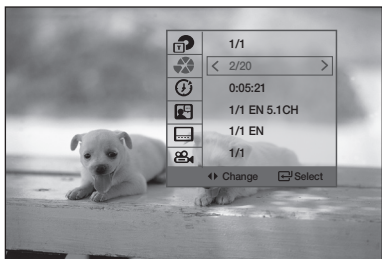 1/1
< 2/20 >
0:05:21
1/1 EN 5.1CH
1/1 EN
1/1
Change Select